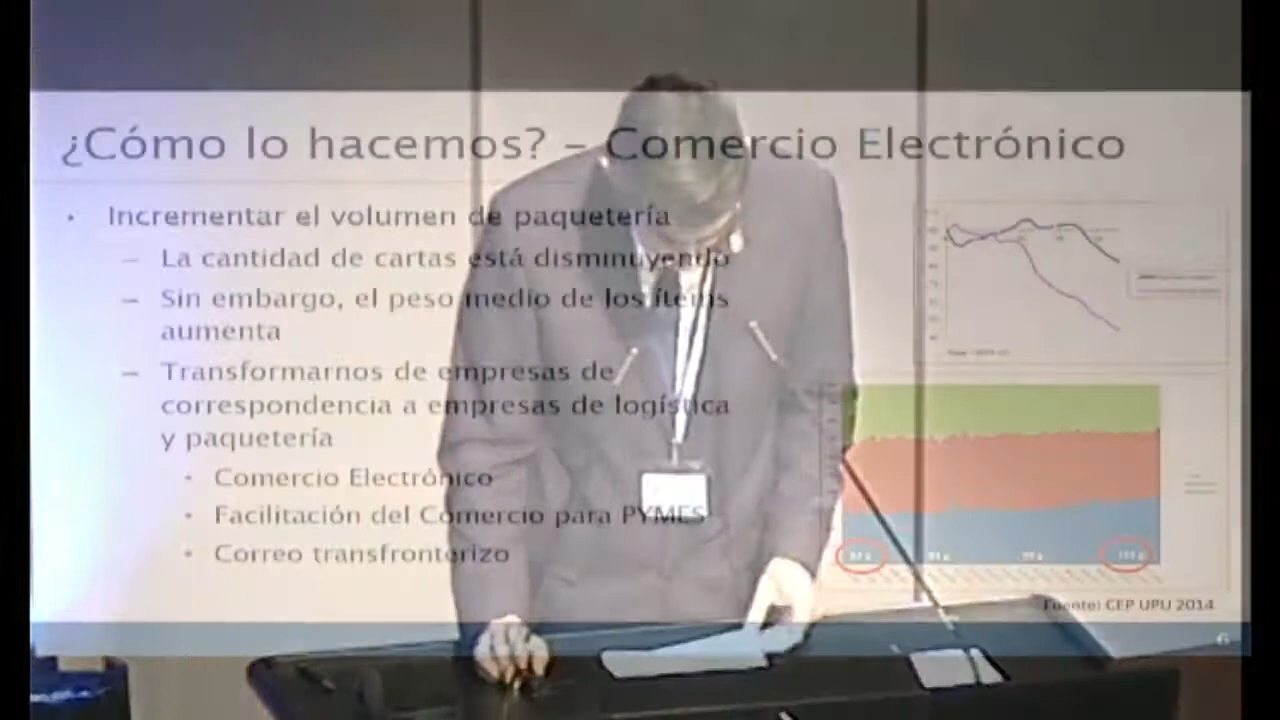 ¿Cómo lo hacemos? – Comercio Electrónico
• Incrementar el volumen de paquetería
– La cantidad de cartas está disminuyendo
– Sin embargo, el peso medio de los ítems
aumenta
– Transformarnos de empresas de
correspondencia a empresas de logística
y paquetería
• Comercio Electrónico
• Facilitación del Comercio para PYMES
• Correo transfronterizo
Fuente: CEP UPU 2014
6